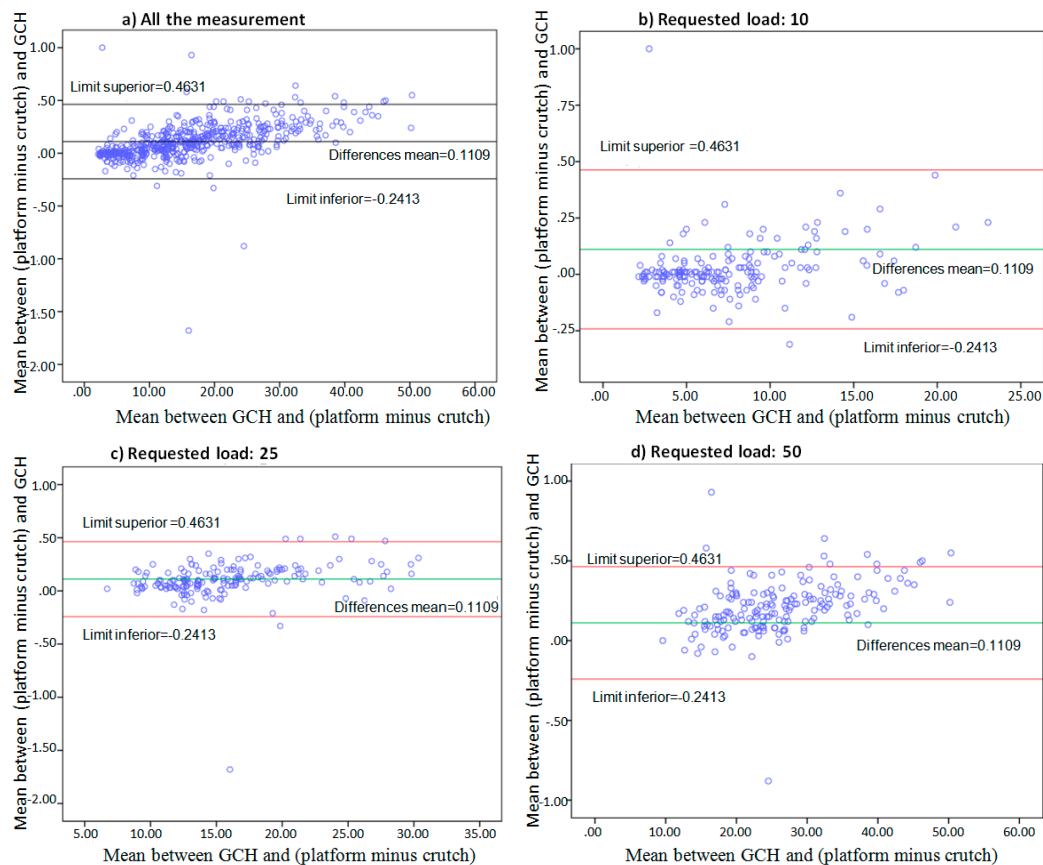 a) All the measurement
Mean between (platform minus crutch) and GCH
1.00
.50
.00
-.50
-1.00
-1.50
-2.00
Limit superior=0.4631
Differences mean=0.1109
Limit inferior=-0.2413
.00 10.00 20.00 30.00 40.00 50.00 60.00
Mean between GCH and (platform minus crutch)
b) Requested load: 10
Mean between (platform minus crutch) and GCH
1.00
.75
.50
.25
.00
-.25
Limit superior =0.4631
Differences mean=0.1109
Limit inferior=-0.2413
.00 5.00 10.00 15.00 20.00 25.00
Mean between GCH and (platform minus crutch)
c) Requested load: 25
Mean between (platform minus crutch) and GCH
1.00
.50
.00
-.50
-1.00
-1.50
-2.00
Limit superior =0.4631
Differences mean=0.1109
Limit inferior=-0.2413
5.00 10.00 15.00 20.00 25.00 30.00 35.00
Mean between GCH and (platform minus crutch)
d) Requested load: 50
Mean between (platform minus crutch) and GCH
1.00
.50
.00
-.50
-1.00
Limit superior=0.4631
Differences mean=0.1109
Limit inferior=-0.2413
.00 10.00 20.00 30.00 40.00 50.00 60.00
Mean between GCH and (platform minus crutch)